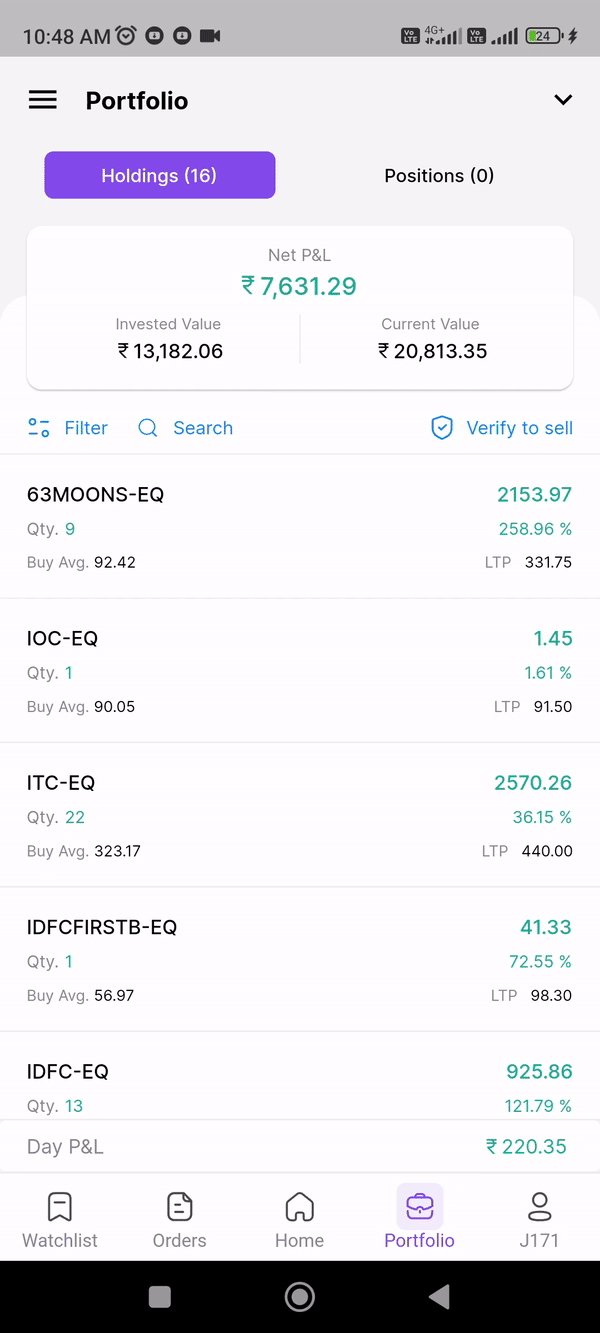 10:48 AM Vo LTE 4G+ Vo LTE 24
Portfolio
Holdings (16) Positions (0)
Net P&L
₹ 7,631.29
Invested Value Current Value
₹ 13,182.06 ₹ 20,813.35
Filter Search Verify to sell
63MOONS-EQ 2153.97
Qty. 9 258.96 %
Buy Avg. 92.42 LTP 331.75
IOC-EQ 1.45
Qty. 1 1.61 %
Buy Avg. 90.05 LTP 91.50
ITC-EQ 2570.26
Qty. 22 36.15 %
Buy Avg. 323.17 LTP 440.00
IDFCFIRSTB-EQ 41.33
Qty. 1 72.55 %
Buy Avg. 56.97 LTP 98.30
IDFC-EQ 925.86
Qty. 13 121.79 %
Day P&L ₹ 220.35
Watchlist Orders Home Portfolio J171